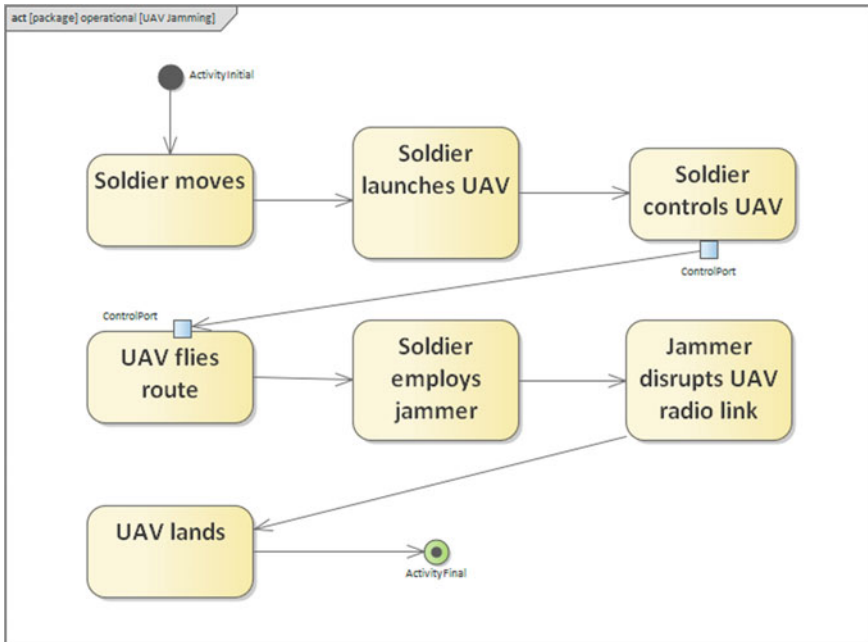 act [package] operational [UAV Jamming]
ActivityInitial
Soldier moves
Soldier
launches UAV
Soldier
controls UAV
ControlPort
ControlPort
UAV flies
route
Soldier
employs
jammer
Jammer
disrupts UAV
radio link
UAV lands
ActivityFinal